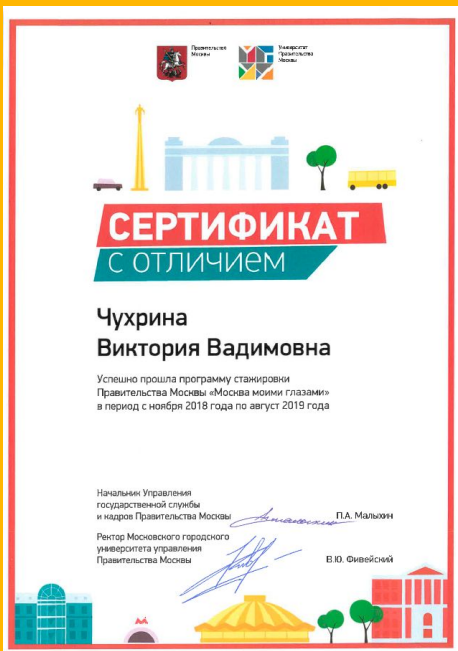 Правительство
Москвы
Университет
Правительства
Москвы
СЕРТИФИКАТ
С ОТЛИЧИЕМ
Чухрина
Виктория Вадимовна
Успешно прошла программу стажировки
Правительства Москвы «Москва моими глазами»
в период с ноября 2018 года по август 2019 года
Начальник Управления
государственной службы
и кадров Правительства Москвы
П.А. Малыхин
Ректор Московского городского
университета управления
Правительства Москвы
В.Ю. Фивейский